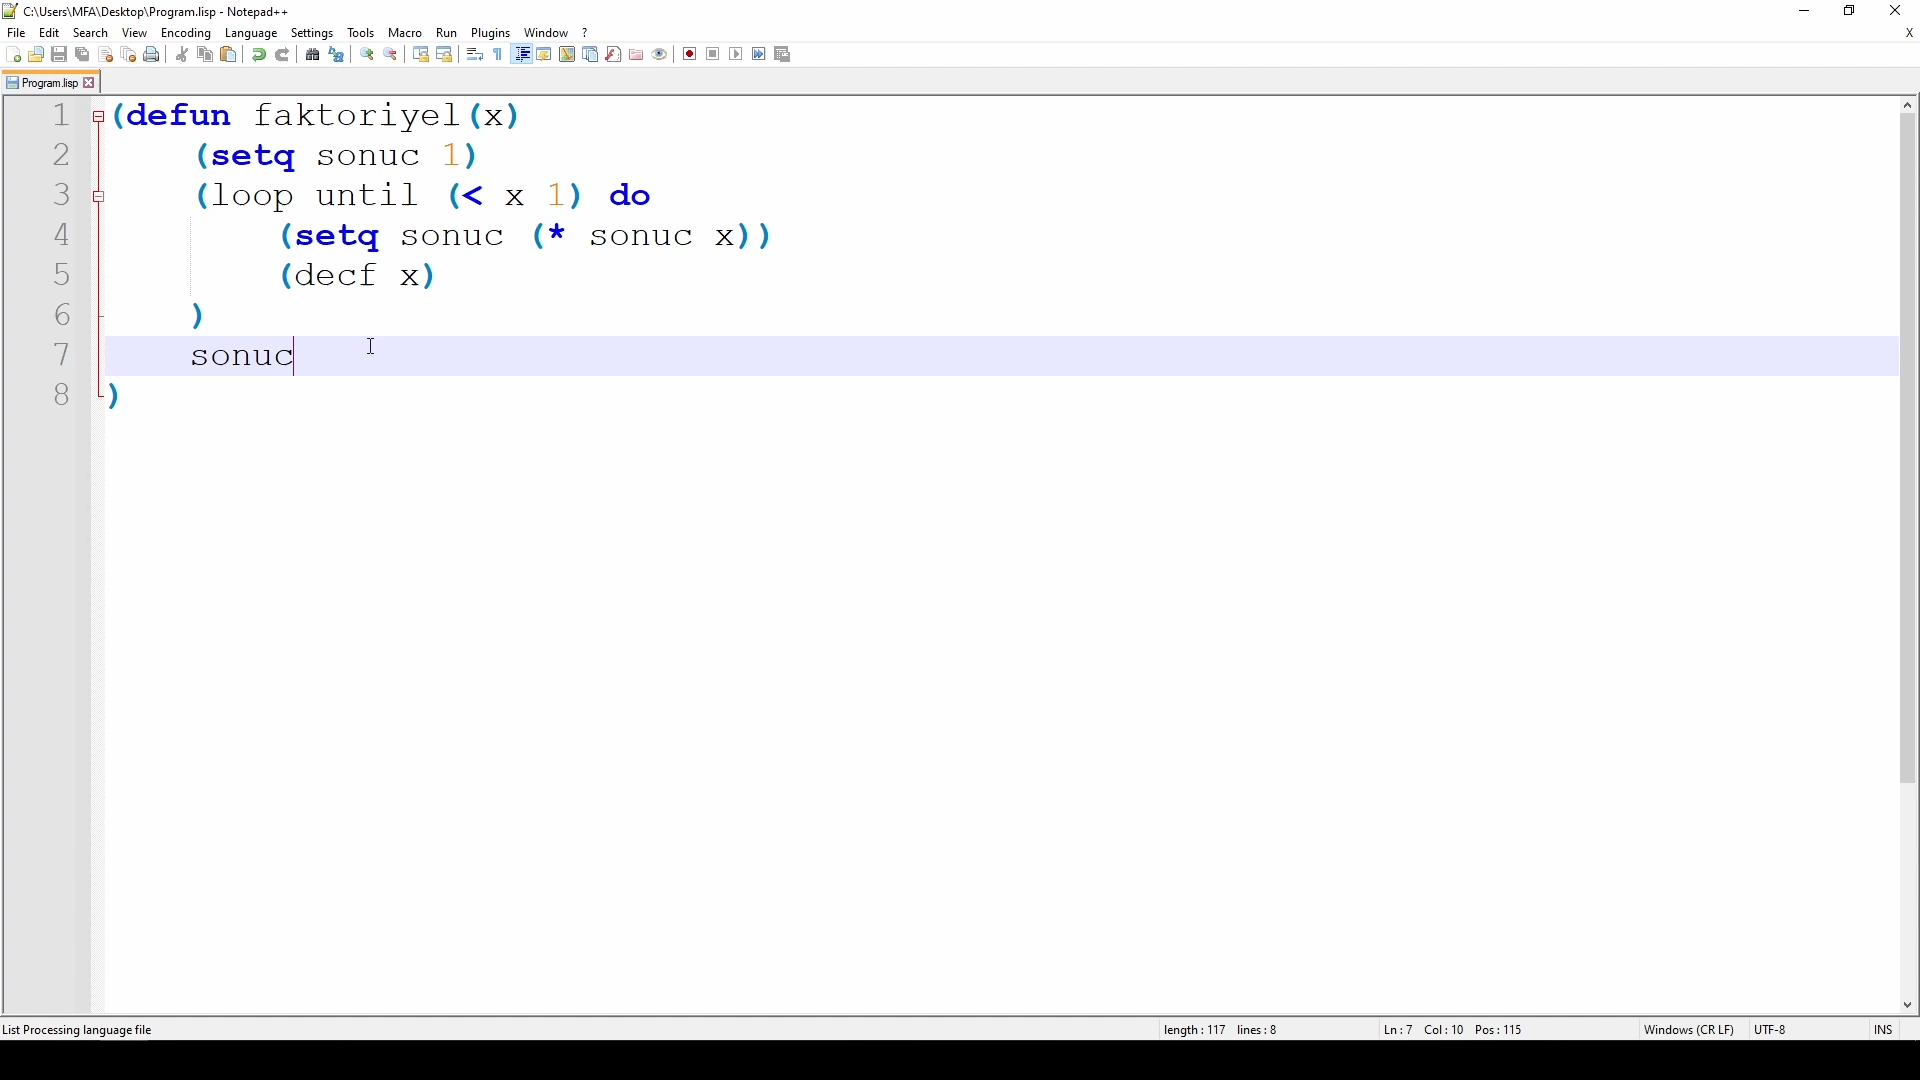 C:\Users\MFA\Desktop\Program.lisp - Notepad++
File Edit Search View Encoding Language Settings Tools Macro Run Plugins Window ? X
Program.lisp
1 (defun faktoriyel(x)
2 (setq sonuc 1)
3 (loop until (< x 1) do
4 (setq sonuc (* sonuc x))
5 (decf x)
6 )
7 sonuc
8 )
List Processing language file length : 117 lines : 8 Ln : 7 Col : 10 Pos : 115 Windows (CR LF) UTF-8 INS